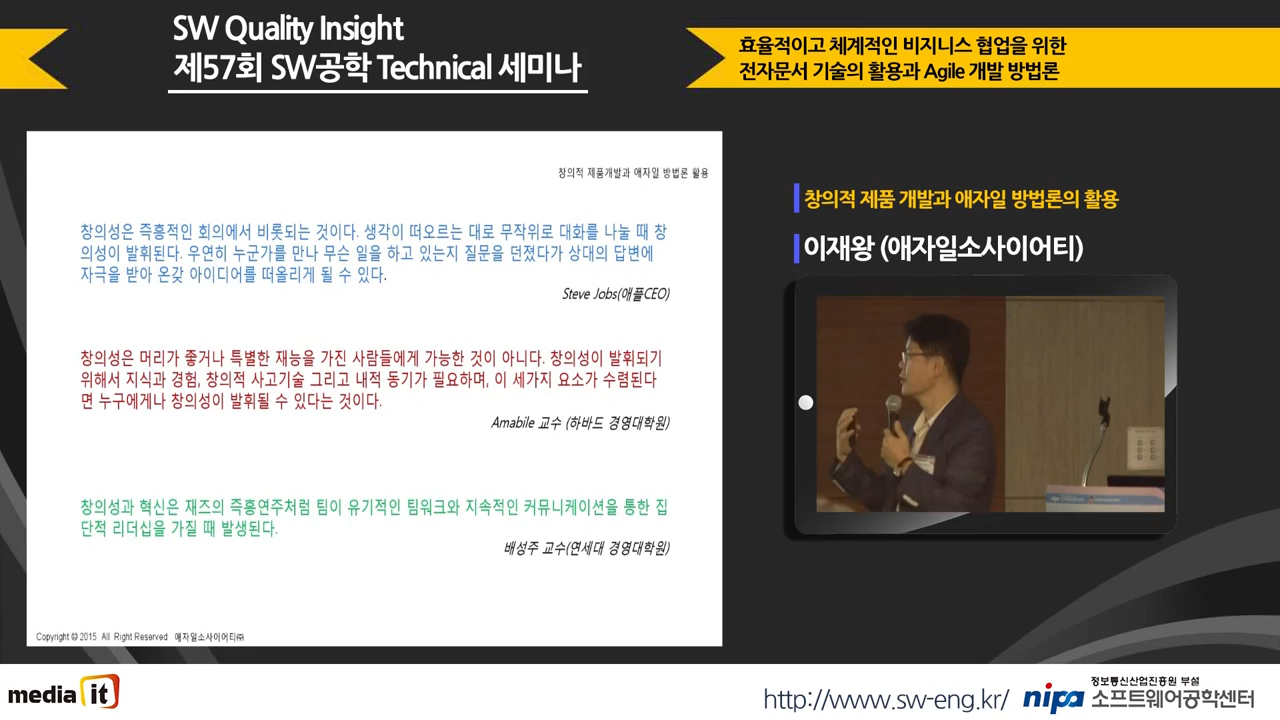 SW Quality Insight
제57회 SW공학 Technical 세미나
효율적이고 체계적인 비지니스 협업을 위한
전자문서 기술의 활용과 Agile 개발 방법론
창의적 제품개발과 애자일 방법론 활용
창의성은 즉흥적인 회의에서 비롯되는 것이다. 생각이 떠오르는 대로 무작위로 대화를 나눌 때 창
의성이 발휘된다. 우연히 누군가를 만나 무슨 일을 하고 있는지 질문을 던졌다가 상대의 답변에
자극을 받아 온갖 아이디어를 떠올리게 될 수 있다.
Steve Jobs(애플CEO)
창의성은 머리가 좋거나 특별한 재능을 가진 사람들에게 가능한 것이 아니다. 창의성이 발휘되기
위해서 지식과 경험, 창의적 사고기술 그리고 내적 동기가 필요하며, 이 세가지 요소가 수렴된다
면 누구에게나 창의성이 발휘될 수 있다는 것이다.
Amabile 교수 (하바드 경영대학원)
창의성과 혁신은 재즈의 즉흥연주처럼 팀이 유기적인 팀워크와 지속적인 커뮤니케이션을 통한 집
단적 리더십을 가질 때 발생된다.
배성주 교수(연세대 경영대학원)
Copyright © 2015 All Right Reserved 애자일소사이어티㈜
창의적 제품 개발과 애자일 방법론의 활용
이재왕 (애자일소사이어티)
media it
http://www.sw-eng.kr/
nipa
정보통신산업진흥원 부설
소프트웨어공학센터